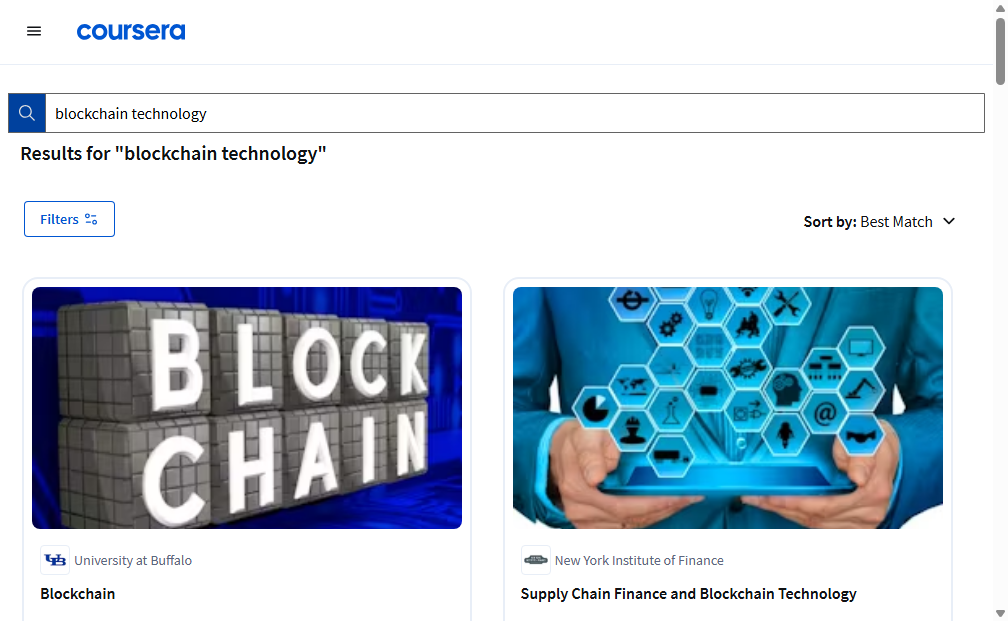 coursera
blockchain technology
Results for "blockchain technology"
Filters
Sort by: Best Match
BLOCK
CHAIN
@
University at Buffalo
New York Institute of Finance
Blockchain
Supply Chain Finance and Blockchain Technology